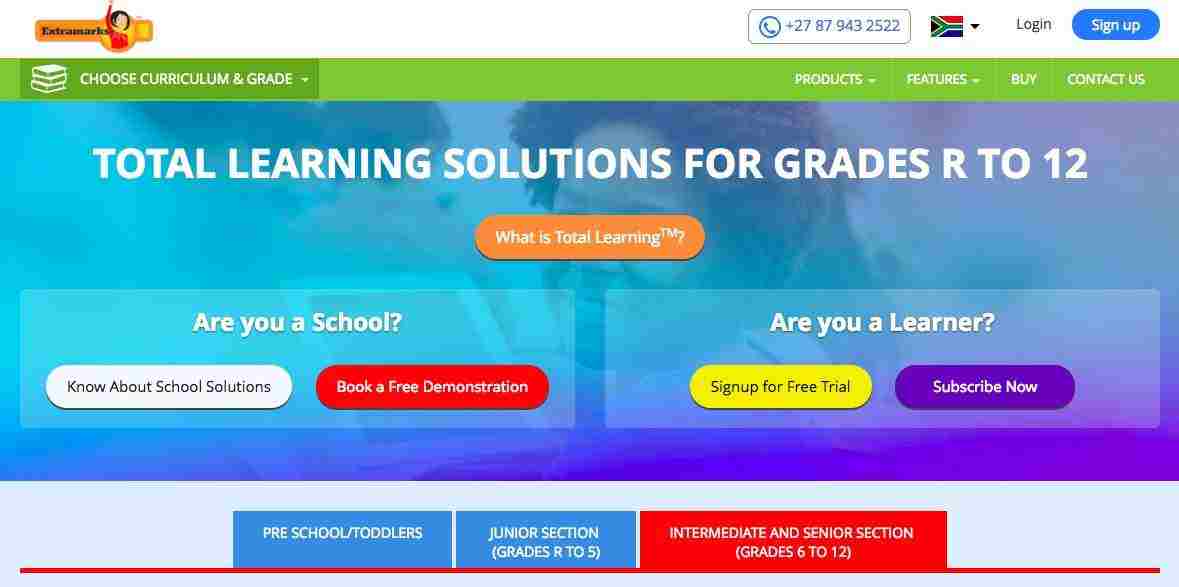 Extramarks
+27 87 943 2522
Login
Sign up
CHOOSE CURRICULUM & GRADE
PRODUCTS
FEATURES
BUY
CONTACT US
TOTAL LEARNING SOLUTIONS FOR GRADES R TO 12
What is Total Learning™?
Are you a School?
Know About School Solutions
Book a Free Demonstration
Are you a Learner?
Signup for Free Trial
Subscribe Now
PRE SCHOOL/TODDLERS
JUNIOR SECTION
(GRADES R TO 5)
INTERMEDIATE AND SENIOR SECTION
(GRADES 6 TO 12)